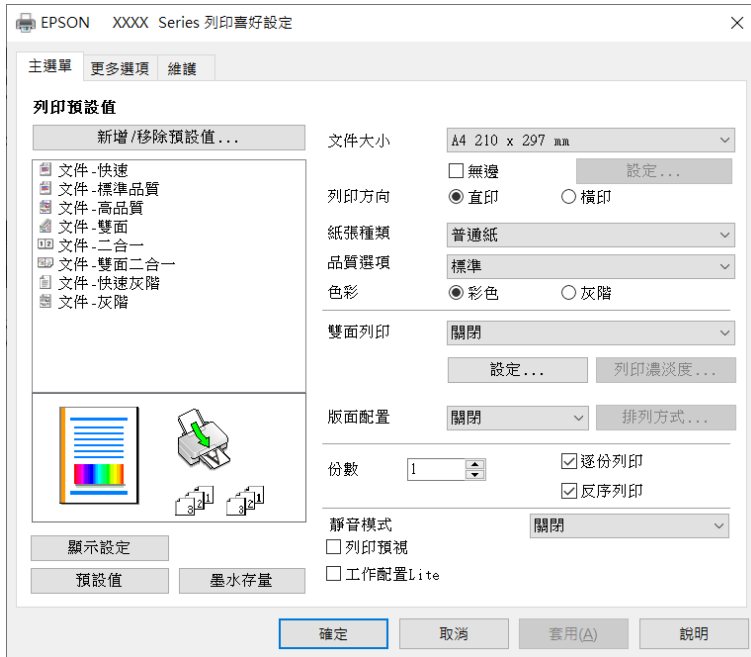 EPSON XXXX Series 列印喜好設定
主選單 更多選項 維護
列印預設值
新增/移除預設值...
文件-快速
文件-標準品質
文件-高品質
文件-雙面
文件-二合一
文件-雙面二合一
文件-快速灰階
文件-灰階
顯示設定
預設值 墨水存量
文件大小 A4 210 x 297 mm
無邊 設定...
列印方向 直印 橫印
紙張種類 普通紙
品質選項 標準
色彩 彩色 灰階
雙面列印 關閉
設定... 列印濃淡度...
版面配置 關閉 排列方式...
份數 1 逐份列印
反序列印
靜音模式 關閉
列印預視
工作配置Lite
確定 取消 套用(A) 說明